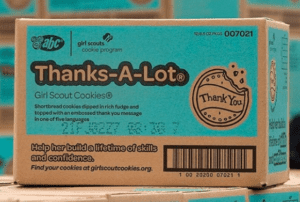 abc
girl scouts
cookie program
007021
Thanks-A-Lot®
Girl Scout Cookies®
Shortbread cookies dipped in rich fudge and
topped with an embossed thank you message
in one of five languages
Thank You
Help her build a lifetime of skills
and confidence.
Find your cookies at girlscoutcookies.org.